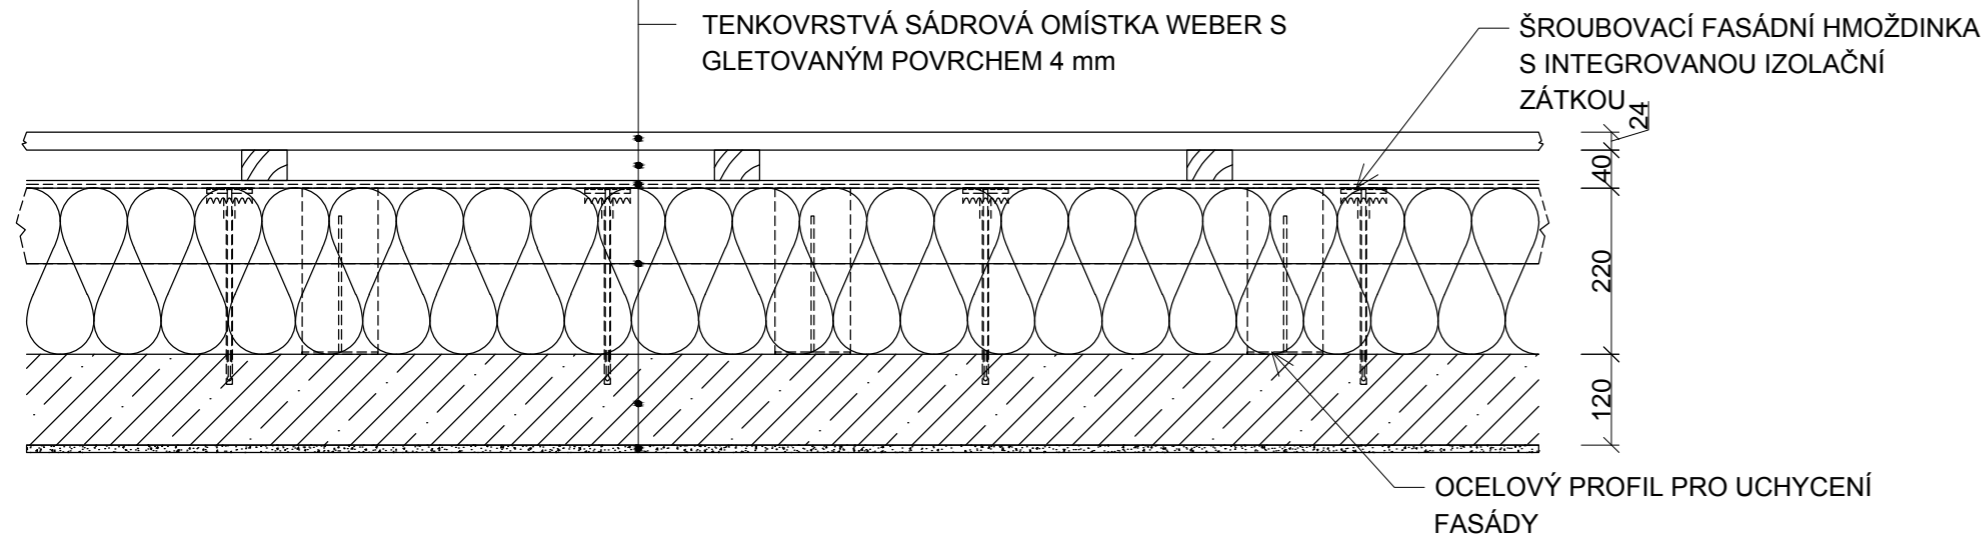 TENKOVRSTVÁ SÁDROVÁ OMÍSTKA WEBER S
GLETOVANÝM POVRCHEM 4 mm
ŠROUBOVACÍ FASÁDNÍ HMOŽDINKA
S INTEGROVANOU IZOLAČNÍ
ZÁTKOU
24
40
220
120
OCELOVÝ PROFIL PRO UCHYCENÍ
FASÁDY